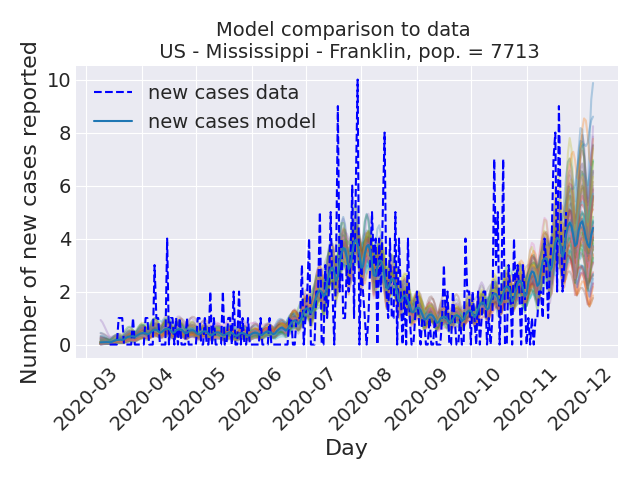 Model comparison to data
US - Mississippi - Franklin, pop. = 7713
Number of new cases reported
10
8
6
4
2
0
new cases data
new cases model
2020-03
2020-04
2020-05
2020-06
2020-07
2020-08
2020-09
2020-10
2020-11
2020-12
Day